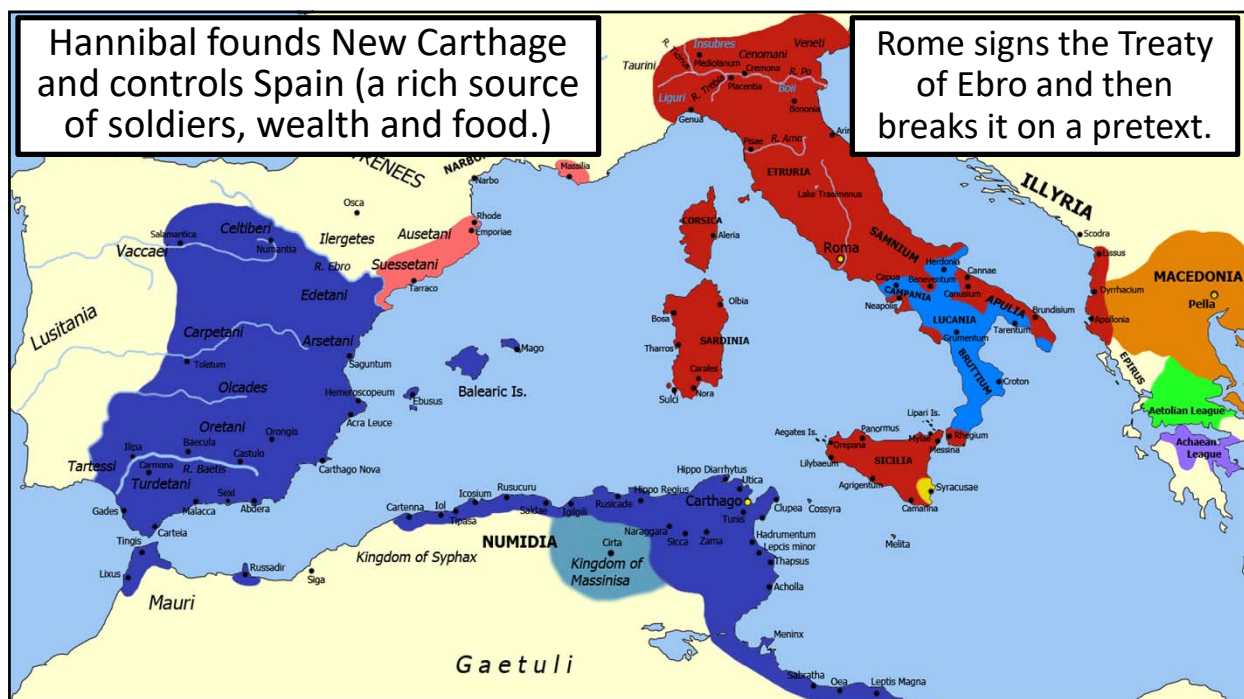 Hannibal founds New Carthage
and controls Spain (a rich source
of soldiers, wealth and food.)
Rome signs the Treaty
of Ebro and then
breaks it on a pretext.
Insubres
Mediolanum
Cenomani
Veneti
Taurini
Cremona
R. Po
R. Trebia
Placentia
Liguri
Boii
Genua
Bononia
Pisae
R. Arno
ETRURIA
Lake Trasimenus
Massilia
Narbo
Osca
Rhode
Emporiae
Salamantica
Celtiberi
Numantia
Ilergetes
Ausetani
Vaccaei
R. Ebro
Suessetani
Tarraco
Edetani
Lusitania
Carpetani
Arsetani
Toletum
Saguntum
Olcades
Hemeroscopeum
Mago
Balearic Is.
Ebusus
Acra Leuce
Oretani
Orongis
Ilipa
Baecula
Castulo
Tartessi
Carmona
R. Baetis
Turdetani
Carthago Nova
Sexi
Gades
Malacca
Abdera
Carteia
Tingis
Lixus
Russadir
Siga
Mauri
CORSICA
Aleria
Roma
SAMNIUM
Olbia
Bosa
Tharros
SARDINIA
Carales
Sulci
Nora
Herdonia
Capua
Beneventum
Cannae
Canusium
CAMPANIA
Neapolis
APULIA
Brundisium
LUCANIA
Tarentum
Grumentum
BRUTTIUM
Croton
ILLYRIA
Scodra
Lissus
MACEDONIA
Dyrrhacium
Pella
Apollonia
EPIRUS
Aetolian League
Achaean
League
Lipari Is.
Aegates Is.
Panormus
Drepana
Mylae
Rhegium
Messina
Lilybaeum
SICILIA
Agrigentum
Syracusae
Camarina
Melita
Hippo Diarrhytus
Utica
Hippo Regius
Carthago
Clupea
Cossyra
Tunis
Rusucuru
Icosium
Rusicade
Cartenna
Iol
Tipasa
Saldae
Igilgili
Naraggara
Sicca
Zama
Hadrumentum
Lepcis minor
Thapsus
Acholla
NUMIDIA
Cirta
Kingdom of
Massinisa
Kingdom of Syphax
Gaetuli
Meninx
Sabratha
Oea
Leptis Magna